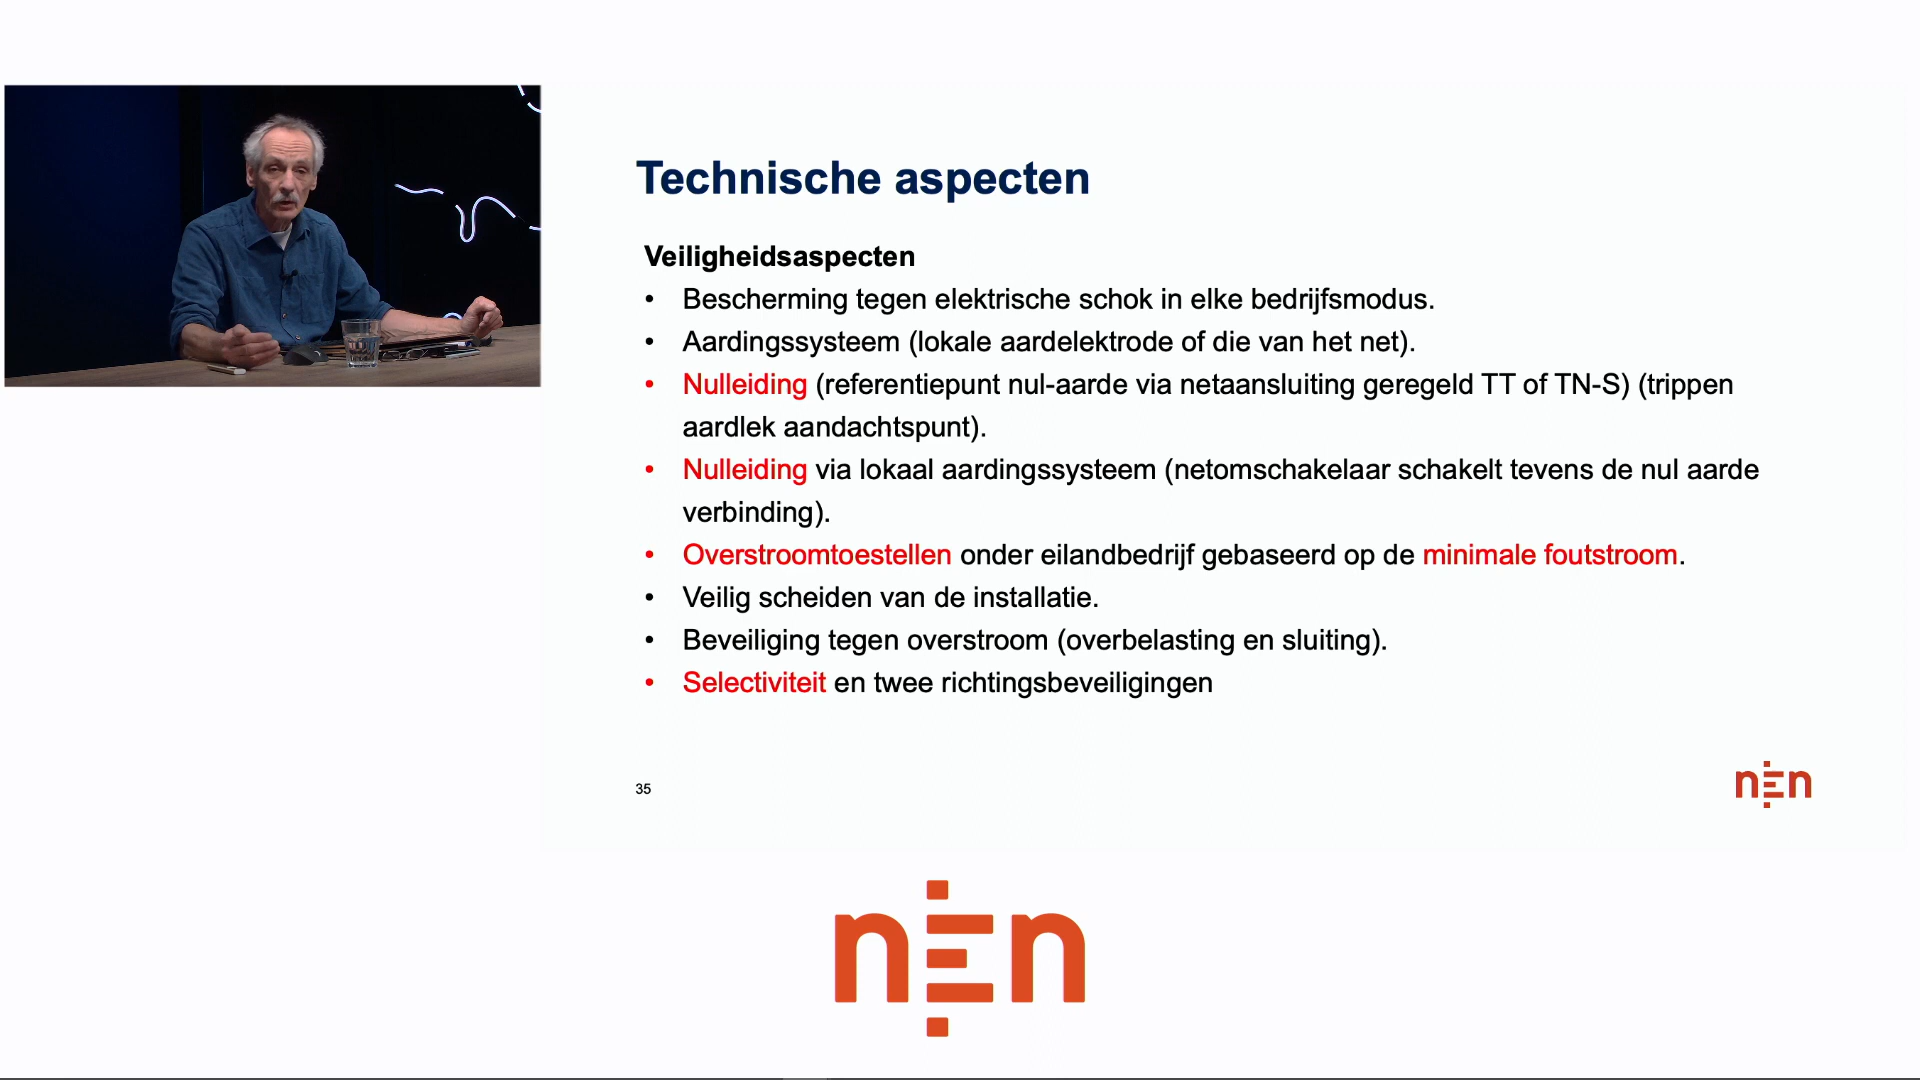 Technische aspecten
Veiligheidsaspecten
• Bescherming tegen elektrische schok in elke bedrijfsmodus.
• Aardingssysteem (lokale aardelektrode of die van het net).
• Nulleiding (referentiepunt nul-aarde via netaansluiting geregeld TT of TN-S) (trippen
aardlek aandachtspunt).
• Nulleiding via lokaal aardingssysteem (netomschakelaar schakelt tevens de nul aarde
verbinding).
• Overstroomtoestellen onder eilandbedrijf gebaseerd op de minimale foutstroom.
• Veilig scheiden van de installatie.
• Beveiliging tegen overstroom (overbelasting en sluiting).
• Selectiviteit en twee richtingsbeveiligingen
35
nEn
nEn